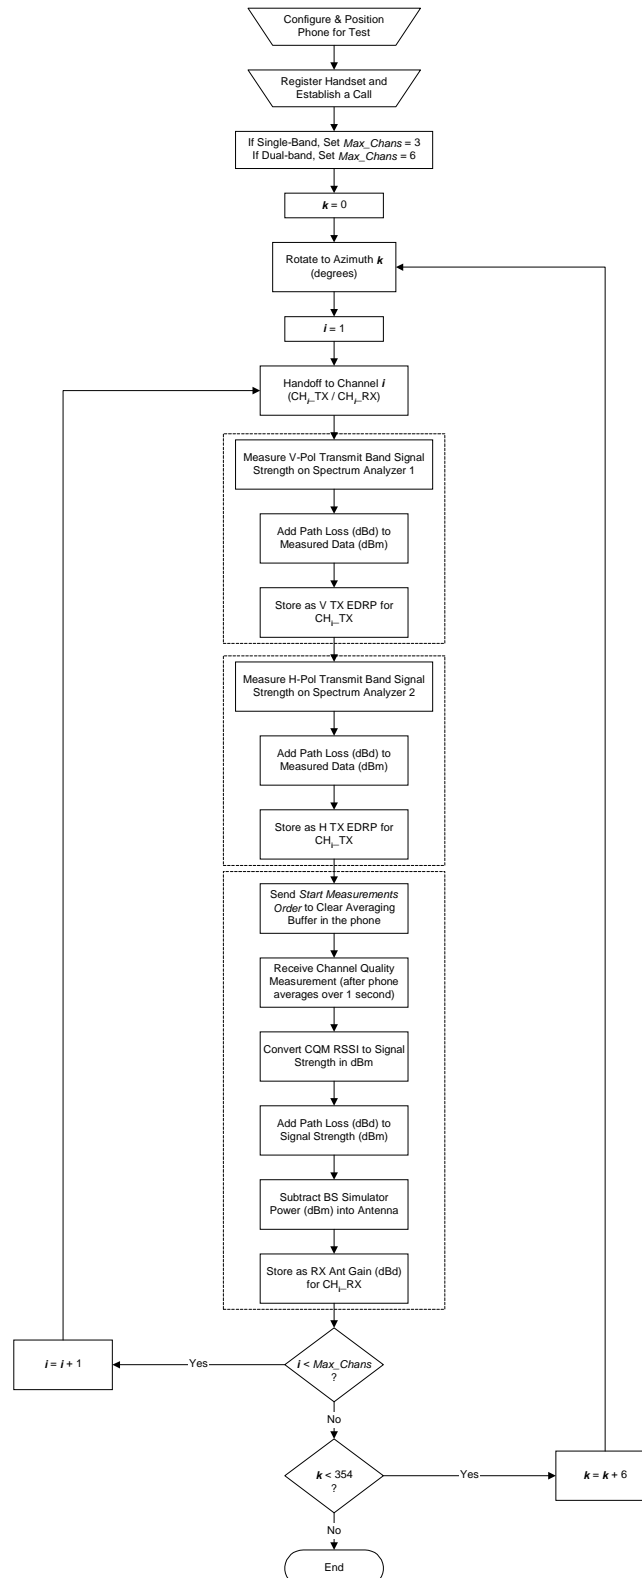 Configure & Position
Phone for Test
Register Handset and
Establish a Call
If Single-Band, Set Max_Chans = 3
If Dual-band, Set Max_Chans = 6
k = 0
Rotate to Azimuth k
(degrees)
i = 1
Handoff to Channel i
(CHi_TX / CHi_RX)
Measure V-Pol Transmit Band Signal
Strength on Spectrum Analyzer 1
Add Path Loss (dBd) to
Measured Data (dBm)
Store as V TX EDRP for
CHi_TX
Measure H-Pol Transmit Band Signal
Strength on Spectrum Analyzer 2
Add Path Loss (dBd) to
Measured Data (dBm)
Store as H TX EDRP for
CHi_TX
Send Start Measurements
Order to Clear Averaging
Buffer in the phone
Receive Channel Quality
Measurement (after phone
averages over 1 second)
Convert CQM RSSI to Signal
Strength in dBm
Add Path Loss (dBd) to
Signal Strength (dBm)
Subtract BS Simulator
Power (dBm) into Antenna
Store as RX Ant Gain (dBd)
for CHi_RX
i < Max_Chans
?
Yes
i = i + 1
No
k < 354
?
Yes
k = k + 6
No
End